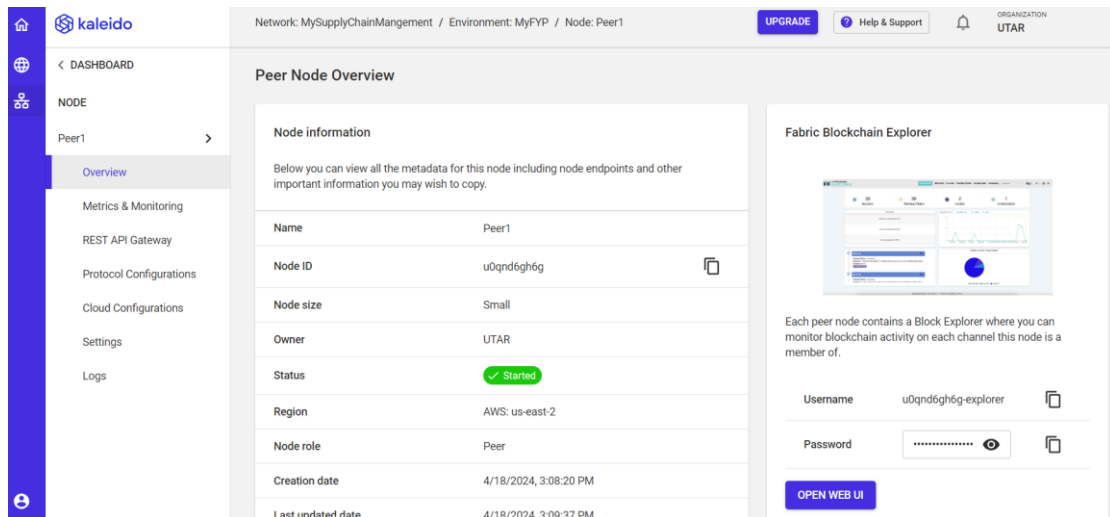 kaleido
Network: MySupplyChainMangement / Environment: MyFYP / Node: Peer1
UPGRADE
Help & Support
ORGANIZATION
UTAR
< DASHBOARD
NODE
Peer1
Overview
Metrics & Monitoring
REST API Gateway
Protocol Configurations
Cloud Configurations
Settings
Logs
Peer Node Overview
Node information
Below you can view all the metadata for this node including node endpoints and other
important information you may wish to copy.
Name Peer1
Node ID u0qnd6gh6g
Node size Small
Owner UTAR
Status Started
Region AWS: us-east-2
Node role Peer
Creation date 4/18/2024, 3:08:20 PM
Last updated date 4/18/2024, 3:09:37 PM
Fabric Blockchain Explorer
Each peer node contains a Block Explorer where you can
monitor blockchain activity on each channel this node is a
member of.
Username u0qnd6gh6g-explorer
Password ················
OPEN WEB UI